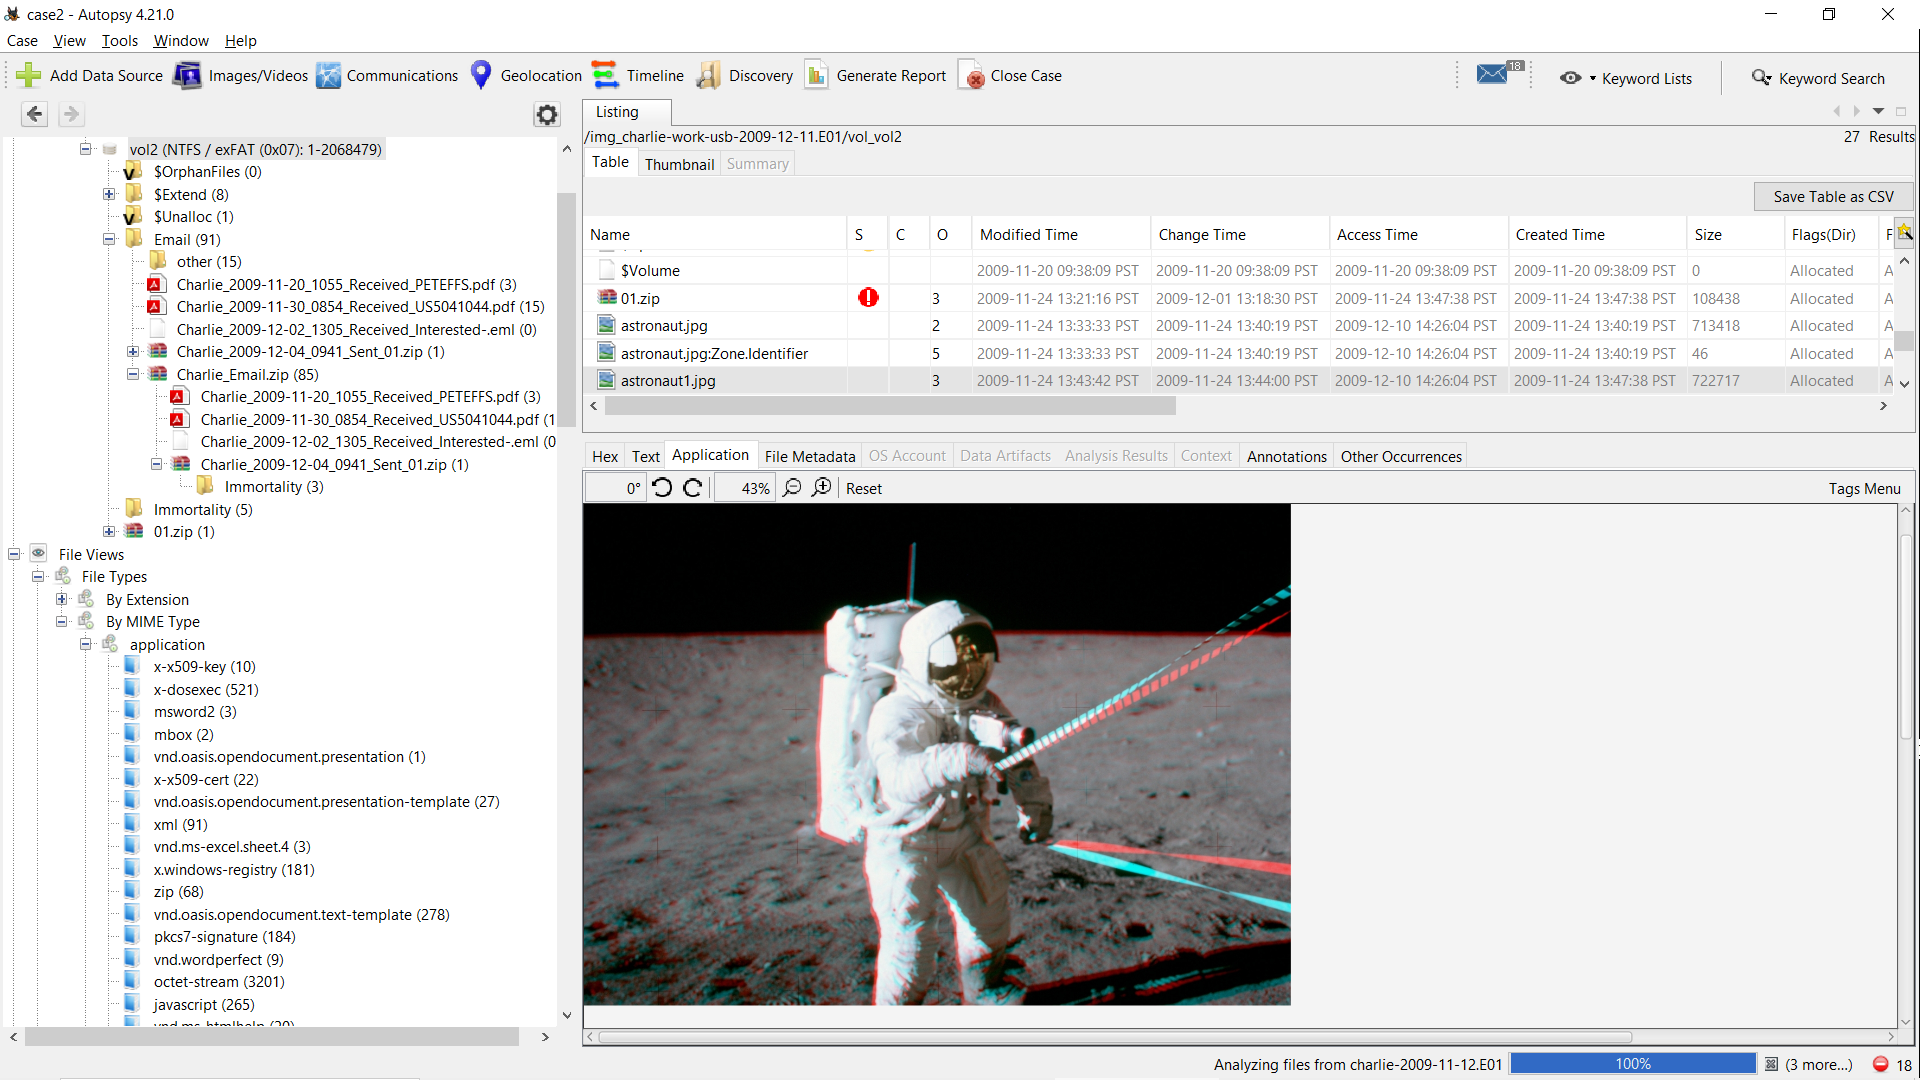 case2 - Autopsy 4.21.0
Case View Tools Window Help
Add Data Source Images/Videos Communications Geolocation Timeline Discovery Generate Report Close Case 18 Keyword Lists Keyword Search
vol2 (NTFS / exFAT (0x07): 1-2068479)
$OrphanFiles (0)
$Extend (8)
$Unalloc (1)
Email (91)
other (15)
Charlie_2009-11-20_1055_Received_PETEFFS.pdf (3)
Charlie_2009-11-30_0854_Received_US5041044.pdf (15)
Charlie_2009-12-02_1305_Received_Interested-.eml (0)
Charlie_2009-12-04_0941_Sent_01.zip (1)
Charlie_Email.zip (85)
Charlie_2009-11-20_1055_Received_PETEFFS.pdf (3)
Charlie_2009-11-30_0854_Received_US5041044.pdf (1
Charlie_2009-12-02_1305_Received_Interested-.eml (0
Charlie_2009-12-04_0941_Sent_01.zip (1)
Immortality (3)
Immortality (5)
01.zip (1)
File Views
File Types
By Extension
By MIME Type
application
x-x509-key (10)
x-dosexec (521)
msword2 (3)
mbox (2)
vnd.oasis.opendocument.presentation (1)
x-x509-cert (22)
vnd.oasis.opendocument.presentation-template (27)
xml (91)
vnd.ms-excel.sheet.4 (3)
x.windows-registry (181)
zip (68)
vnd.oasis.opendocument.text-template (278)
pkcs7-signature (184)
vnd.wordperfect (9)
octet-stream (3201)
javascript (265)
vnd.ms-htmlhelp (20)
Listing
/img_charlie-work-usb-2009-12-11.E01/vol_vol2 27 Results
Table Thumbnail Summary
Save Table as CSV
Name S C O Modified Time Change Time Access Time Created Time Size Flags(Dir) F
$Volume 2009-11-20 09:38:09 PST 2009-11-20 09:38:09 PST 2009-11-20 09:38:09 PST 2009-11-20 09:38:09 PST 0 Allocated A
01.zip 3 2009-11-24 13:21:16 PST 2009-12-01 13:18:30 PST 2009-11-24 13:47:38 PST 2009-11-24 13:47:38 PST 108438 Allocated A
astronaut.jpg 2 2009-11-24 13:33:33 PST 2009-11-24 13:40:19 PST 2009-12-10 14:26:04 PST 2009-11-24 13:40:19 PST 713418 Allocated A
astronaut.jpg:Zone.Identifier 5 2009-11-24 13:33:33 PST 2009-11-24 13:40:19 PST 2009-12-10 14:26:04 PST 2009-11-24 13:40:19 PST 46 Allocated A
astronaut1.jpg 3 2009-11-24 13:43:42 PST 2009-11-24 13:44:00 PST 2009-12-10 14:26:04 PST 2009-11-24 13:47:38 PST 722717 Allocated A
Hex Text Application File Metadata OS Account Data Artifacts Analysis Results Context Annotations Other Occurrences
0° 43% Reset Tags Menu
Analyzing files from charlie-2009-11-12.E01 100% (3 more...) 18